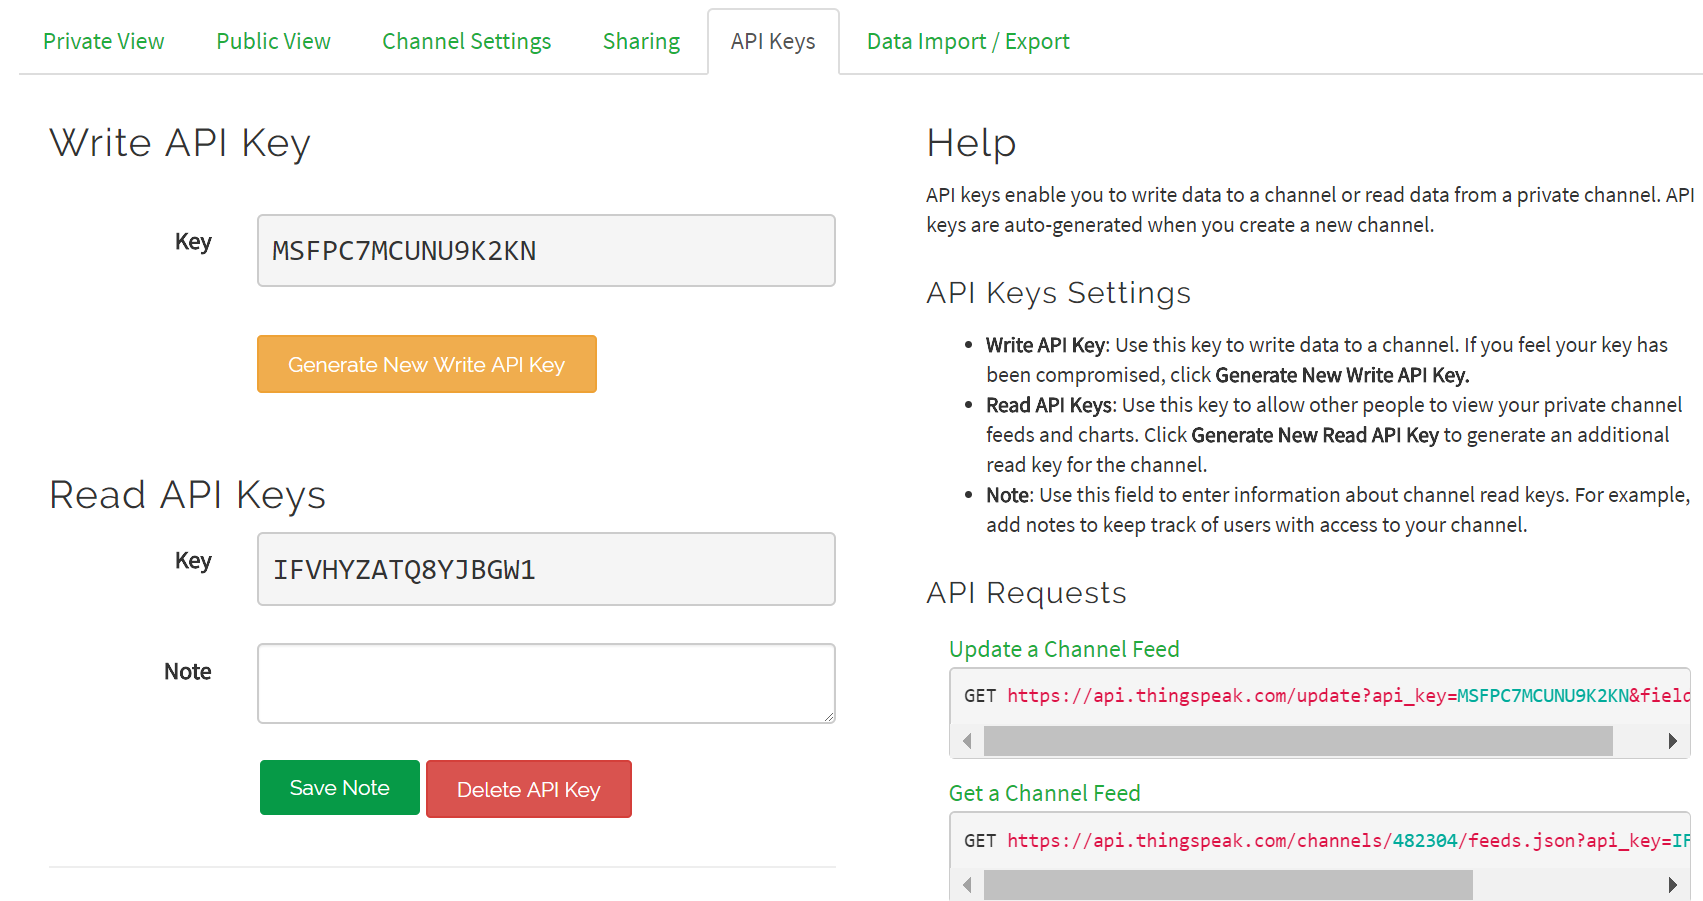 Private View
Public View
Channel Settings
Sharing
API Keys
Data Import / Export
Write API Key
Key
MSFPC7MCUNU9K2KN
Generate New Write API Key
Read API Keys
Key
IFVHYZATQ8YJBGW1
Note
Save Note
Delete API Key
Help
API keys enable you to write data to a channel or read data from a private channel. API
keys are auto-generated when you create a new channel.
API Keys Settings
• Write API Key: Use this key to write data to a channel. If you feel your key has
been compromised, click Generate New Write API Key.
• Read API Keys: Use this key to allow other people to view your private channel
feeds and charts. Click Generate New Read API Key to generate an additional
read key for the channel.
• Note: Use this field to enter information about channel read keys. For example,
add notes to keep track of users with access to your channel.
API Requests
Update a Channel Feed
GET https://api.thingspeak.com/update?api_key=MSFPC7MCUNU9K2KN&field
Get a Channel Feed
GET https://api.thingspeak.com/channels/482304/feeds.json?api_key=IF